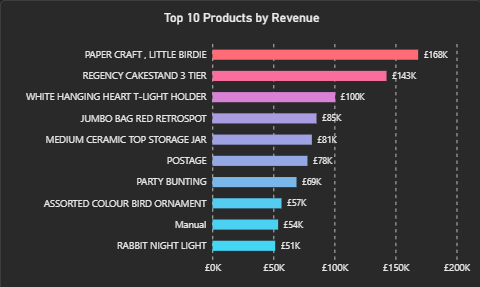 Top 10 Products by Revenue
PAPER CRAFT , LITTLE BIRDIE £168K
REGENCY CAKESTAND 3 TIER £143K
WHITE HANGING HEART T-LIGHT HOLDER £100K
JUMBO BAG RED RETROSPOT £85K
MEDIUM CERAMIC TOP STORAGE JAR £81K
POSTAGE £78K
PARTY BUNTING £69K
ASSORTED COLOUR BIRD ORNAMENT £57K
Manual £54K
RABBIT NIGHT LIGHT £51K
£0K £50K £100K £150K £200K